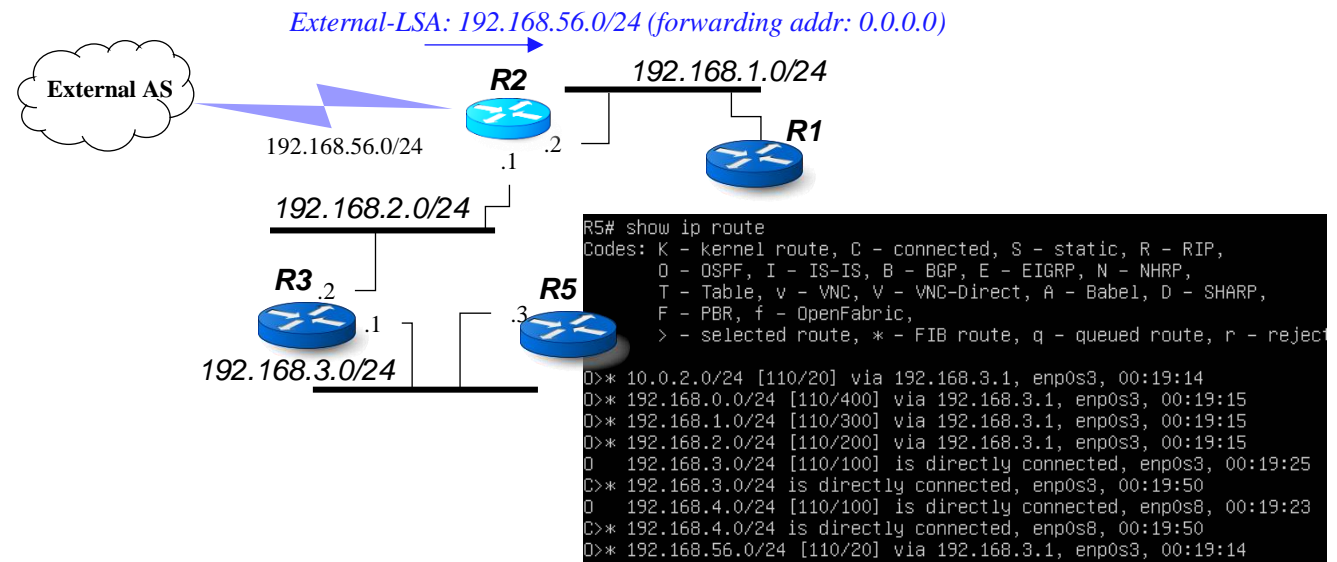 External-LSA: 192.168.56.0/24 (forwarding addr: 0.0.0.0)
External AS
R2
192.168.1.0/24
192.168.56.0/24
.1
.2
R1
192.168.2.0/24
R3
.2
.1
R5
.3
192.168.3.0/24
R5# show ip route
Codes: K - kernel route, C - connected, S - static, R - RIP,
O - OSPF, I - IS-IS, B - BGP, E - EIGRP, N - NHRP,
T - Table, v - VNC, V - VNC-Direct, A - Babel, D - SHARP,
F - PBR, f - OpenFabric,
> - selected route, * - FIB route, q - queued route, r - reject
O>* 10.0.2.0/24 [110/20] via 192.168.3.1, enp0s3, 00:19:14
O>* 192.168.0.0/24 [110/400] via 192.168.3.1, enp0s3, 00:19:15
O>* 192.168.1.0/24 [110/300] via 192.168.3.1, enp0s3, 00:19:15
O>* 192.168.2.0/24 [110/200] via 192.168.3.1, enp0s3, 00:19:15
O 192.168.3.0/24 [110/100] is directly connected, enp0s3, 00:19:25
C>* 192.168.3.0/24 is directly connected, enp0s3, 00:19:50
O 192.168.4.0/24 [110/100] is directly connected, enp0s8, 00:19:23
C>* 192.168.4.0/24 is directly connected, enp0s8, 00:19:50
O>* 192.168.56.0/24 [110/20] via 192.168.3.1, enp0s3, 00:19:14